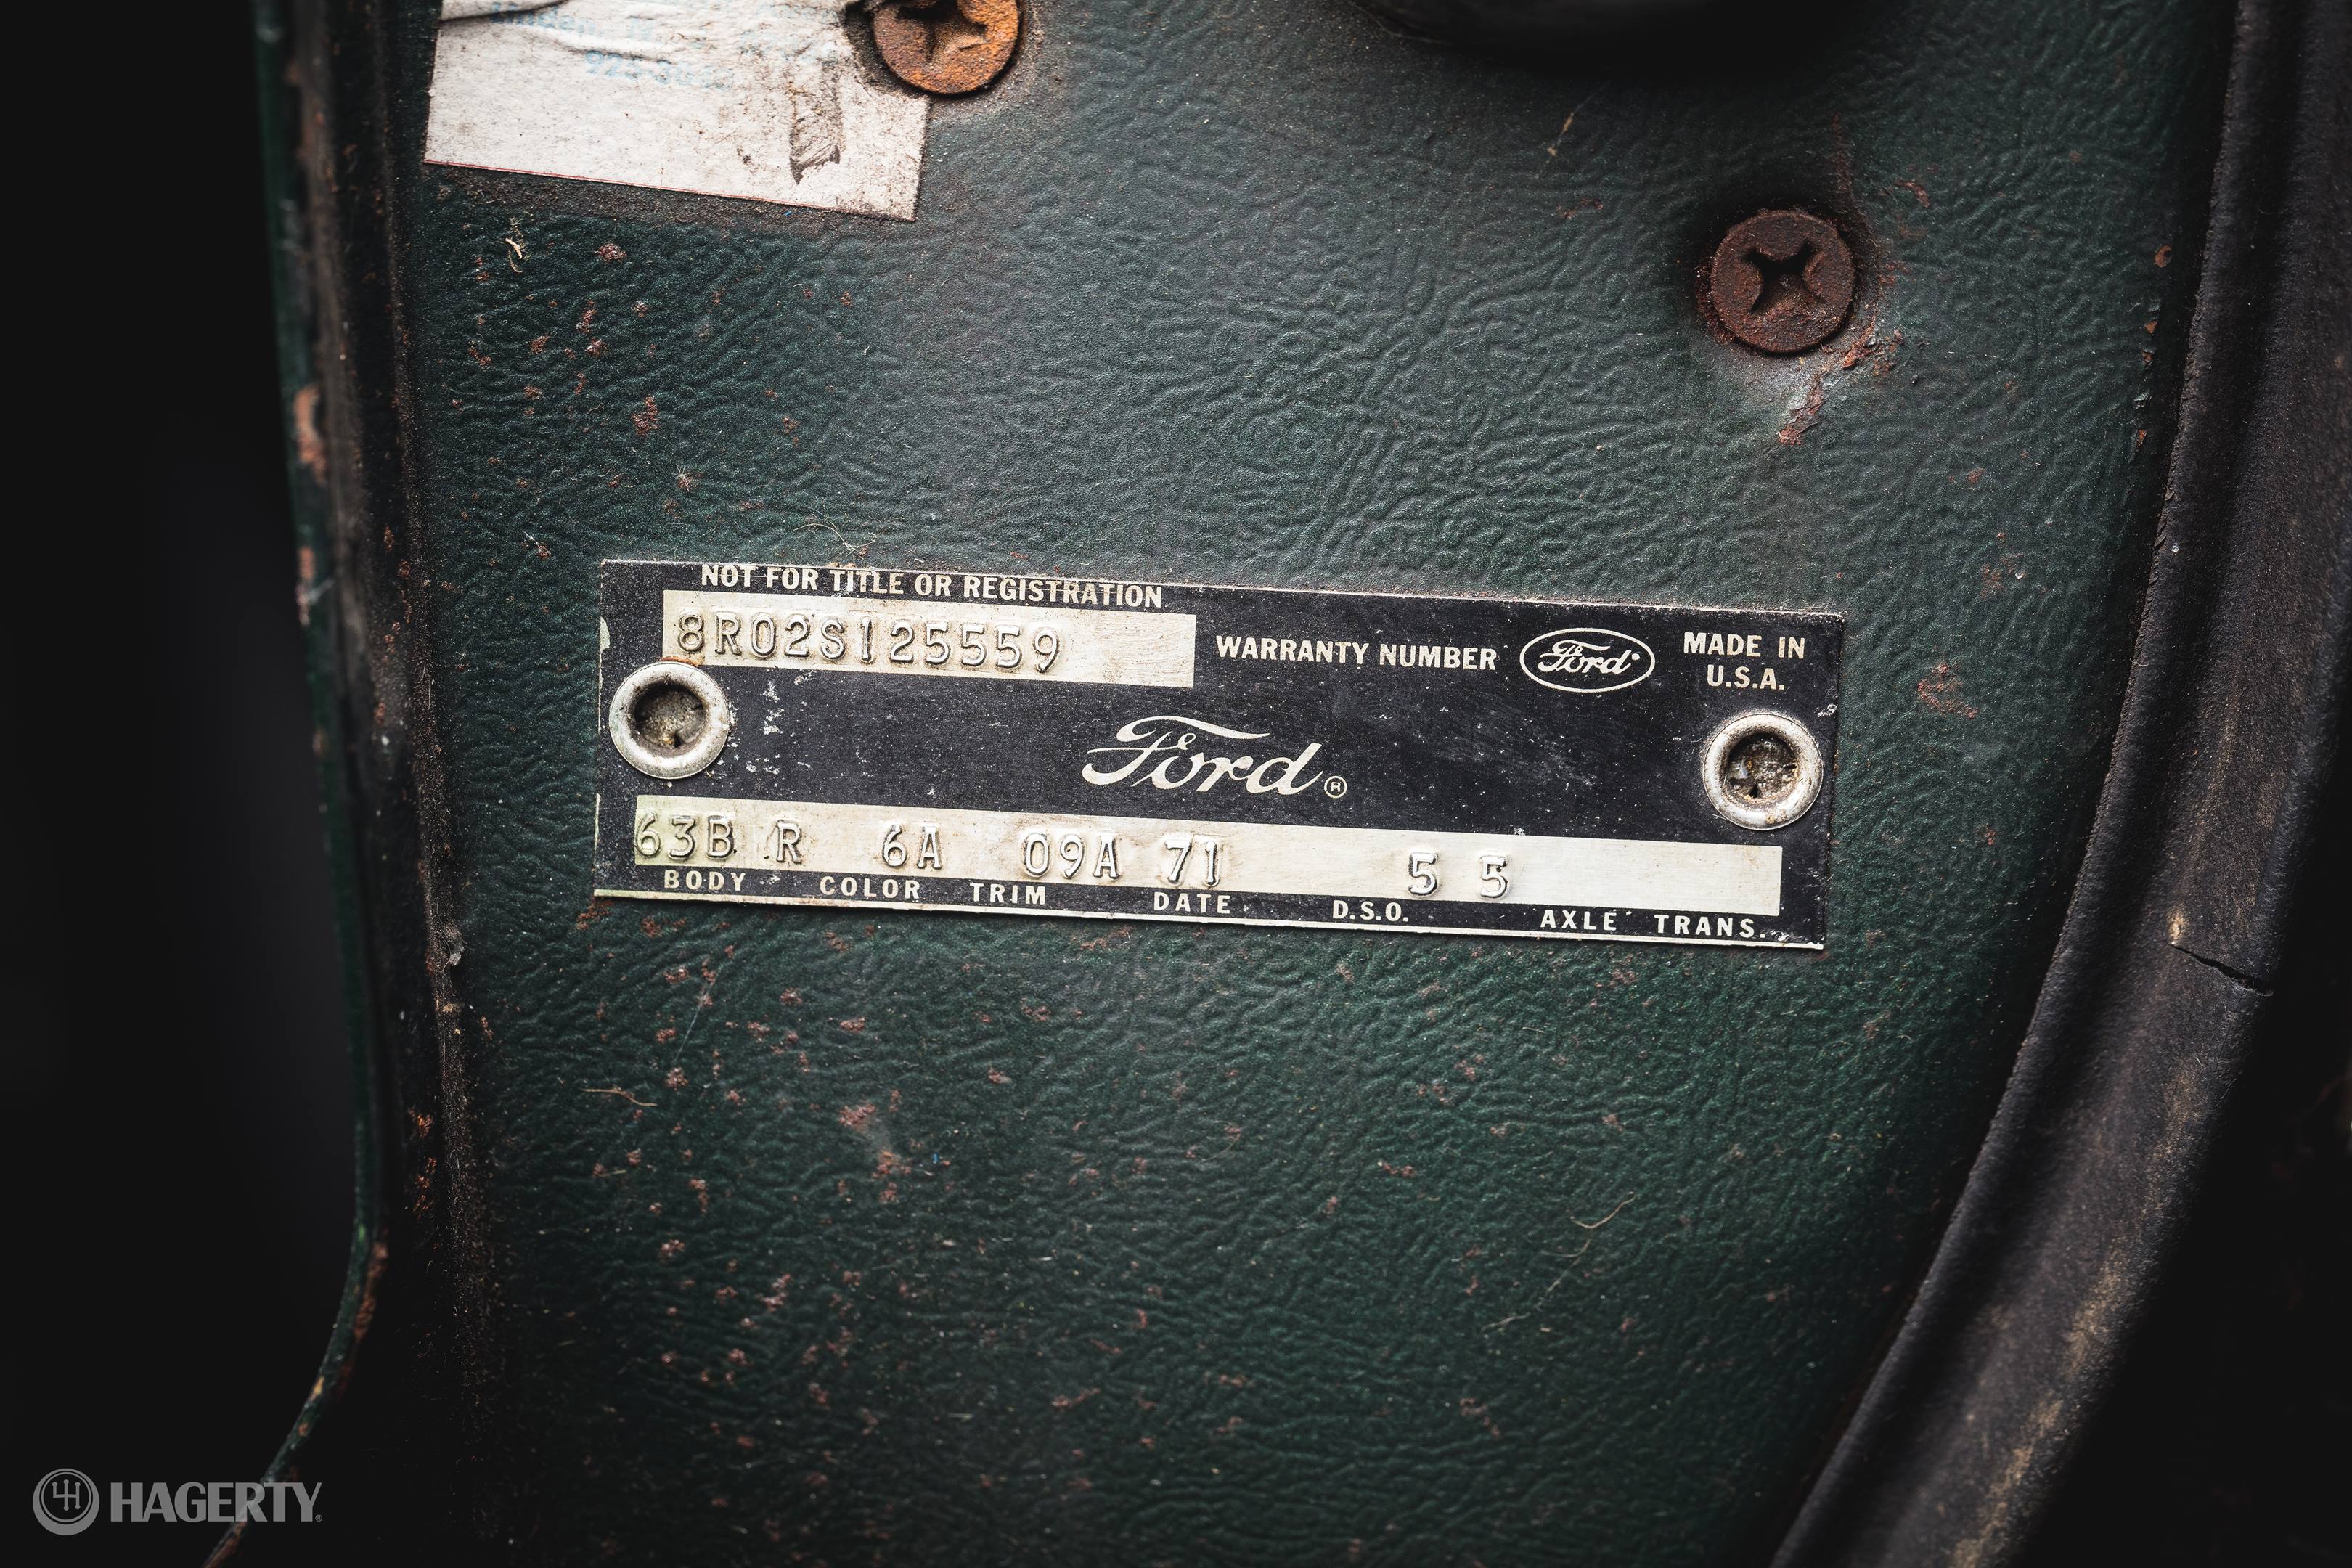 NOT FOR TITLE OR REGISTRATION
8R02S125559
WARRANTY NUMBER Ford MADE IN
U.S.A.
Ford®
63B R 6A 09A 71 5 5
BODY COLOR TRIM DATE D.S.O. AXLE TRANS.
HAGERTY